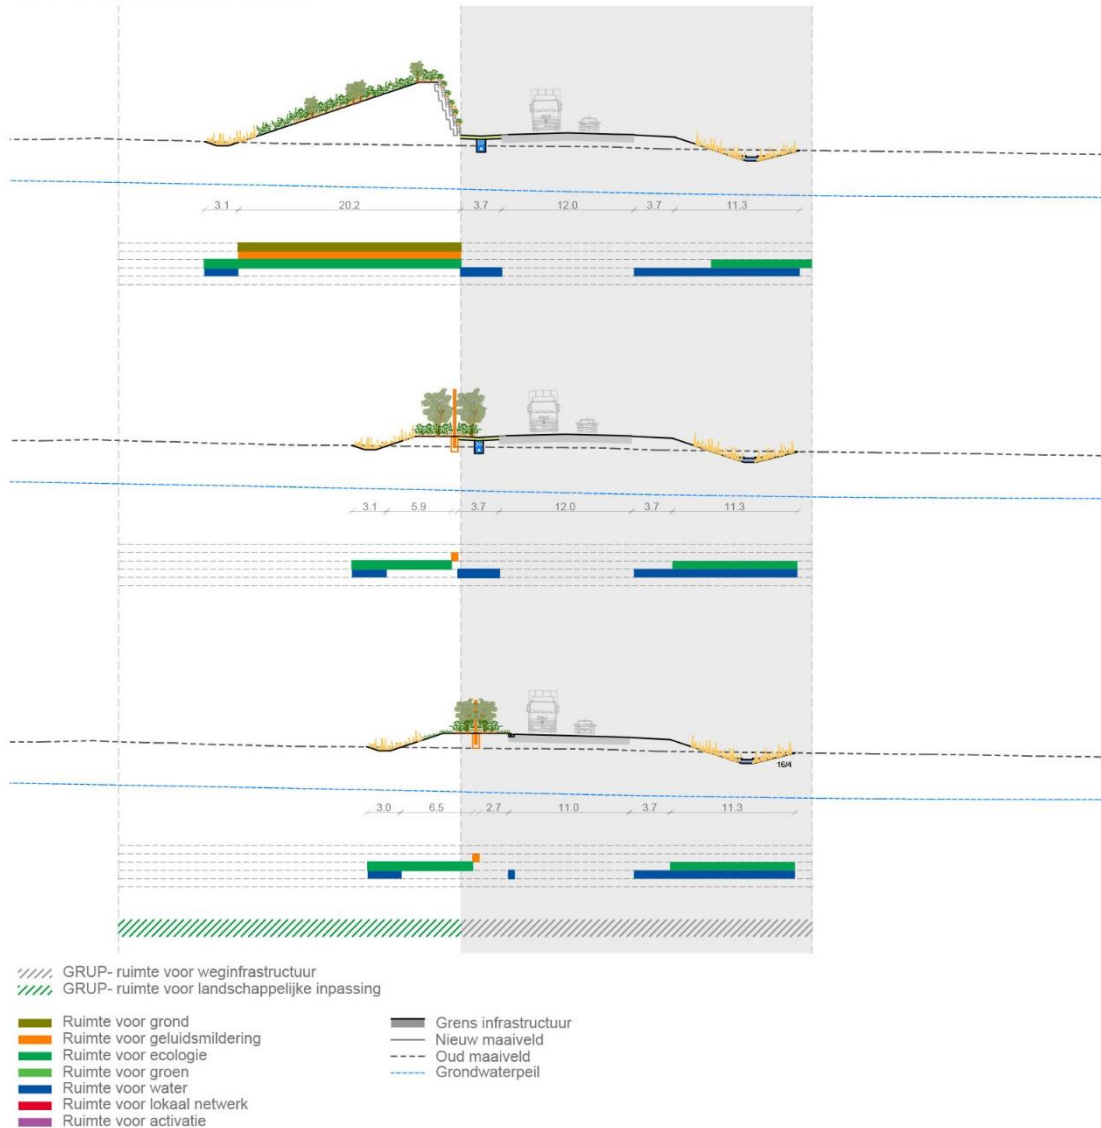 3.1 20.2 3.7 12.0 3.7 11.3
3.1 5.9 3.7 12.0 3.7 11.3
16/4
3.0 6.5 2.7 11.0 3.7 11.3
GRUP- ruimte voor weginfrastructuur
GRUP- ruimte voor landschappelijke inpassing
Ruimte voor grond
Ruimte voor geluidsmildering
Ruimte voor ecologie
Ruimte voor groen
Ruimte voor water
Ruimte voor lokaal netwerk
Ruimte voor activatie
Grens infrastructuur
Nieuw maaiveld
Oud maaiveld
Grondwaterpeil